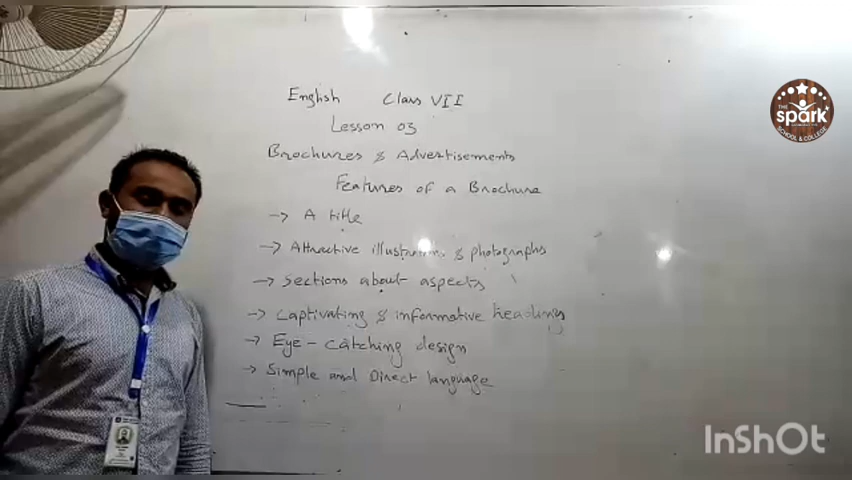 English Class VII
Lesson 03
Brochures & Advertisements
Features of a Brochure
-> A title
-> Attractive illustrations & photographs
-> Sections about aspects
-> Captivating & informative headings
-> Eye-catching design
-> Simple and Direct language
THE
spark
SCHOOL & COLLEGE
InShOt